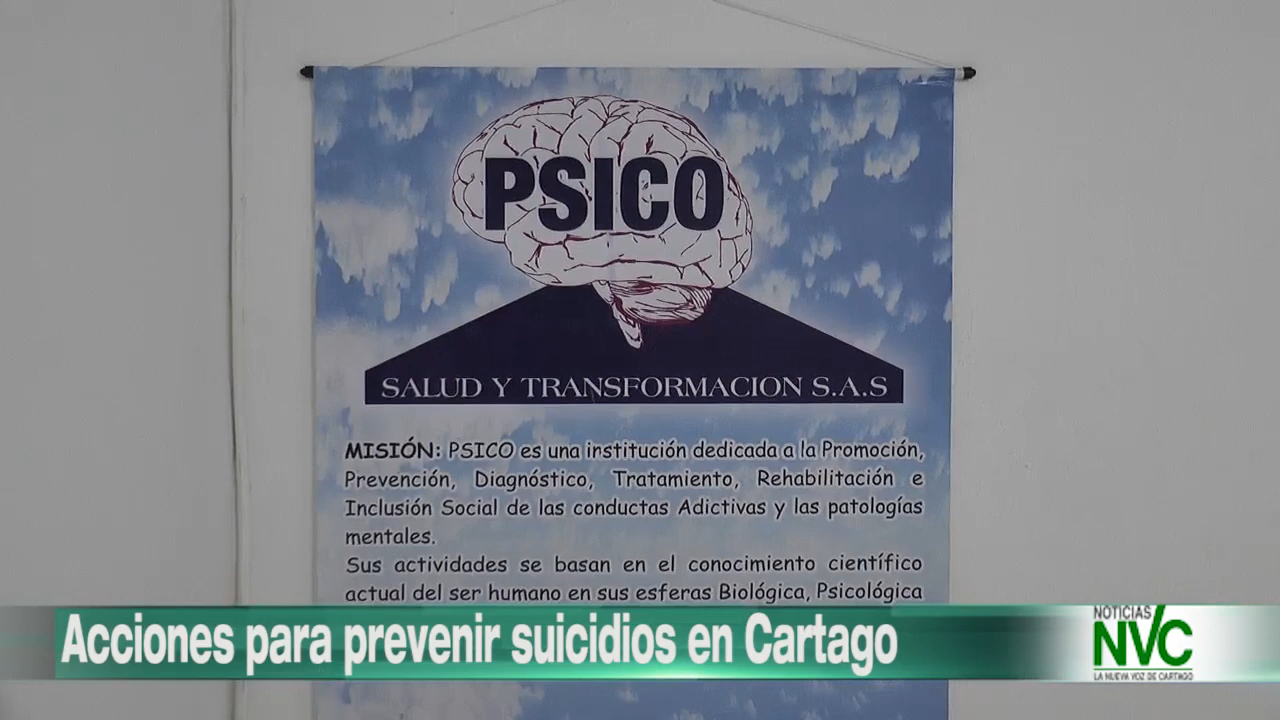 PSICO
SALUD Y TRANSFORMACION S.A.S
MISIÓN: PSICO es una institución dedicada a la Promoción,
Prevención, Diagnóstico, Tratamiento, Rehabilitación e
Inclusión Social de las conductas Adictivas y las patologías
mentales.
Sus actividades se basan en el conocimiento científico
actual del ser humano en sus esferas Biológica, Psicológica
Acciones para prevenir suicidios en Cartago
NOTICIAS
NVC
LA NUEVA VOZ DE CARTAGO